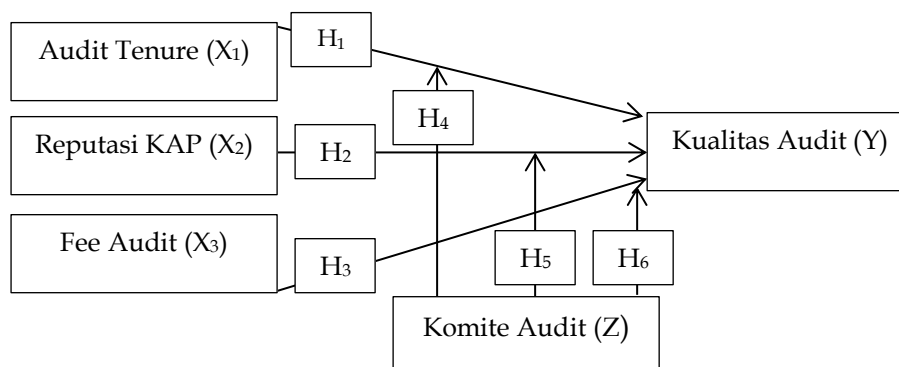 Audit Tenure (X₁)
H₁
H₄
Reputasi KAP (X₂)
H₂
Kualitas Audit (Y)
Fee Audit (X₃)
H₃
H₅
H₆
Komite Audit (Z)